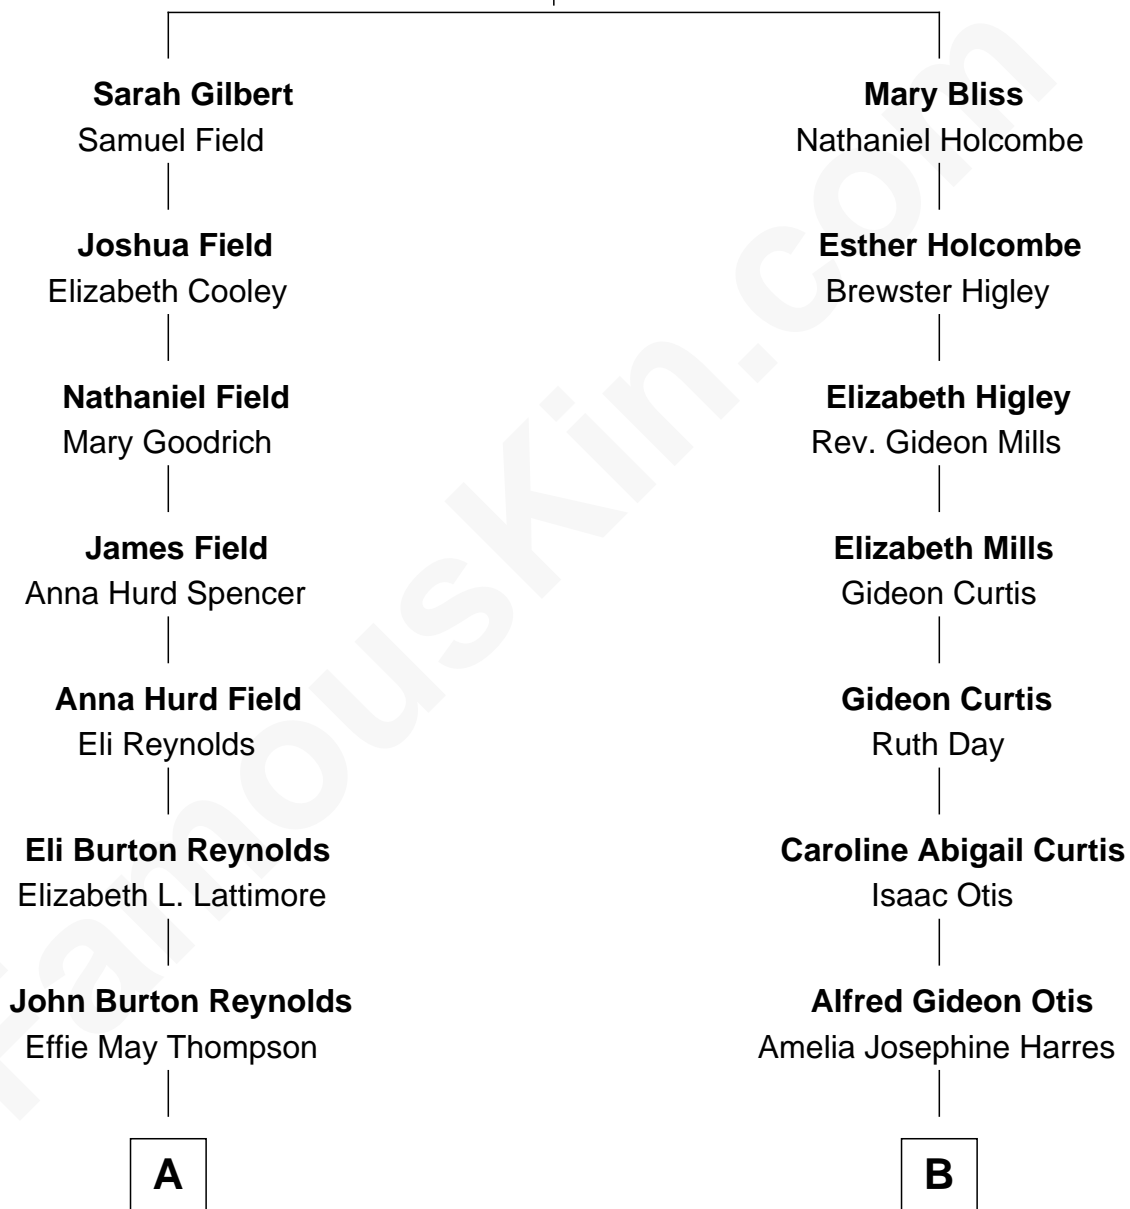 Sarah Gilbert
Samuel Field
Joshua Field
Elizabeth Cooley
Nathaniel Field
Mary Goodrich
James Field
Anna Hurd Spencer
Anna Hurd Field
Eli Reynolds
Eli Burton Reynolds
Elizabeth L. Lattimore
John Burton Reynolds
Effie May Thompson
A
Mary Bliss
Nathaniel Holcombe
Esther Holcombe
Brewster Higley
Elizabeth Higley
Rev. Gideon Mills
Elizabeth Mills
Gideon Curtis
Gideon Curtis
Ruth Day
Caroline Abigail Curtis
Isaac Otis
Alfred Gideon Otis
Amelia Josephine Harres
B
FamousKin.com